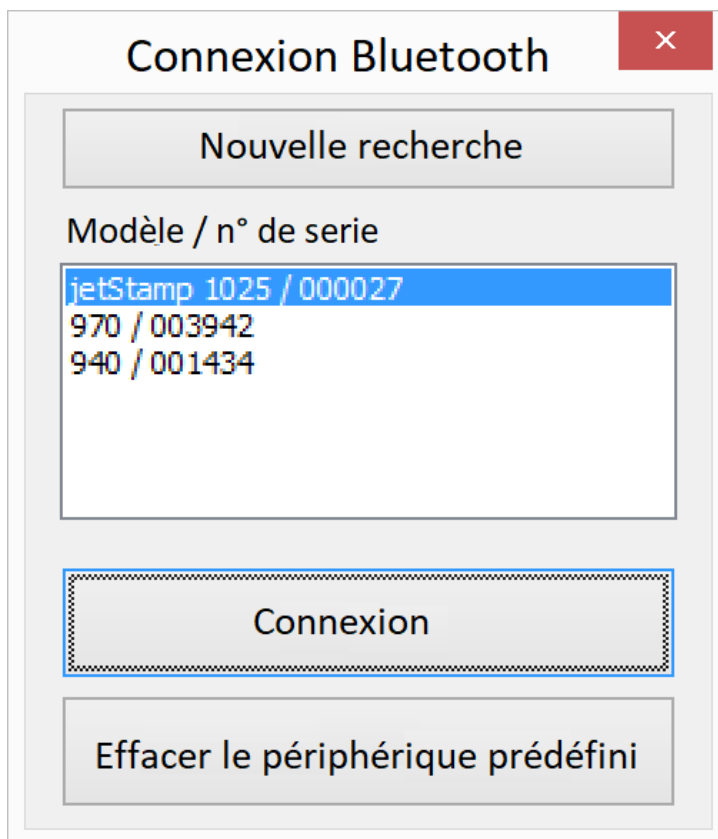 Connexion Bluetooth
Nouvelle recherche
Modèle / n° de serie
jetStamp 1025 / 000027
970 / 003942
940 / 001434
Connexion
Effacer le périphérique prédéfini